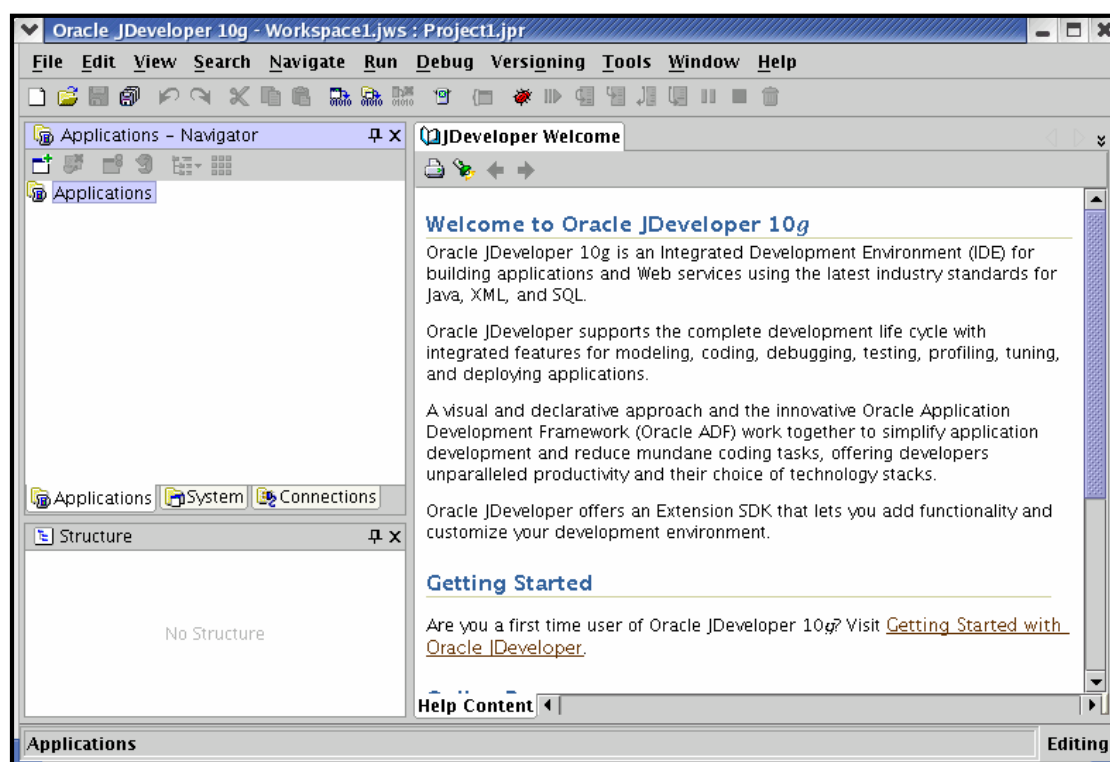 Oracle JDeveloper 10g - Workspace1.jws : Project1.jpr
File Edit View Search Navigate Run Debug Versioning Tools Window Help
Applications – Navigator
Applications
Applications System Connections
Structure
No Structure
JDeveloper Welcome
Welcome to Oracle JDeveloper 10g
Oracle JDeveloper 10g is an Integrated Development Environment (IDE) for
building applications and Web services using the latest industry standards for
Java, XML, and SQL.
Oracle JDeveloper supports the complete development life cycle with
integrated features for modeling, coding, debugging, testing, profiling, tuning,
and deploying applications.
A visual and declarative approach and the innovative Oracle Application
Development Framework (Oracle ADF) work together to simplify application
development and reduce mundane coding tasks, offering developers
unparalleled productivity and their choice of technology stacks.
Oracle JDeveloper offers an Extension SDK that lets you add functionality and
customize your development environment.
Getting Started
Are you a first time user of Oracle JDeveloper 10g? Visit Getting Started with
Oracle JDeveloper.
Help Content
Applications
Editing